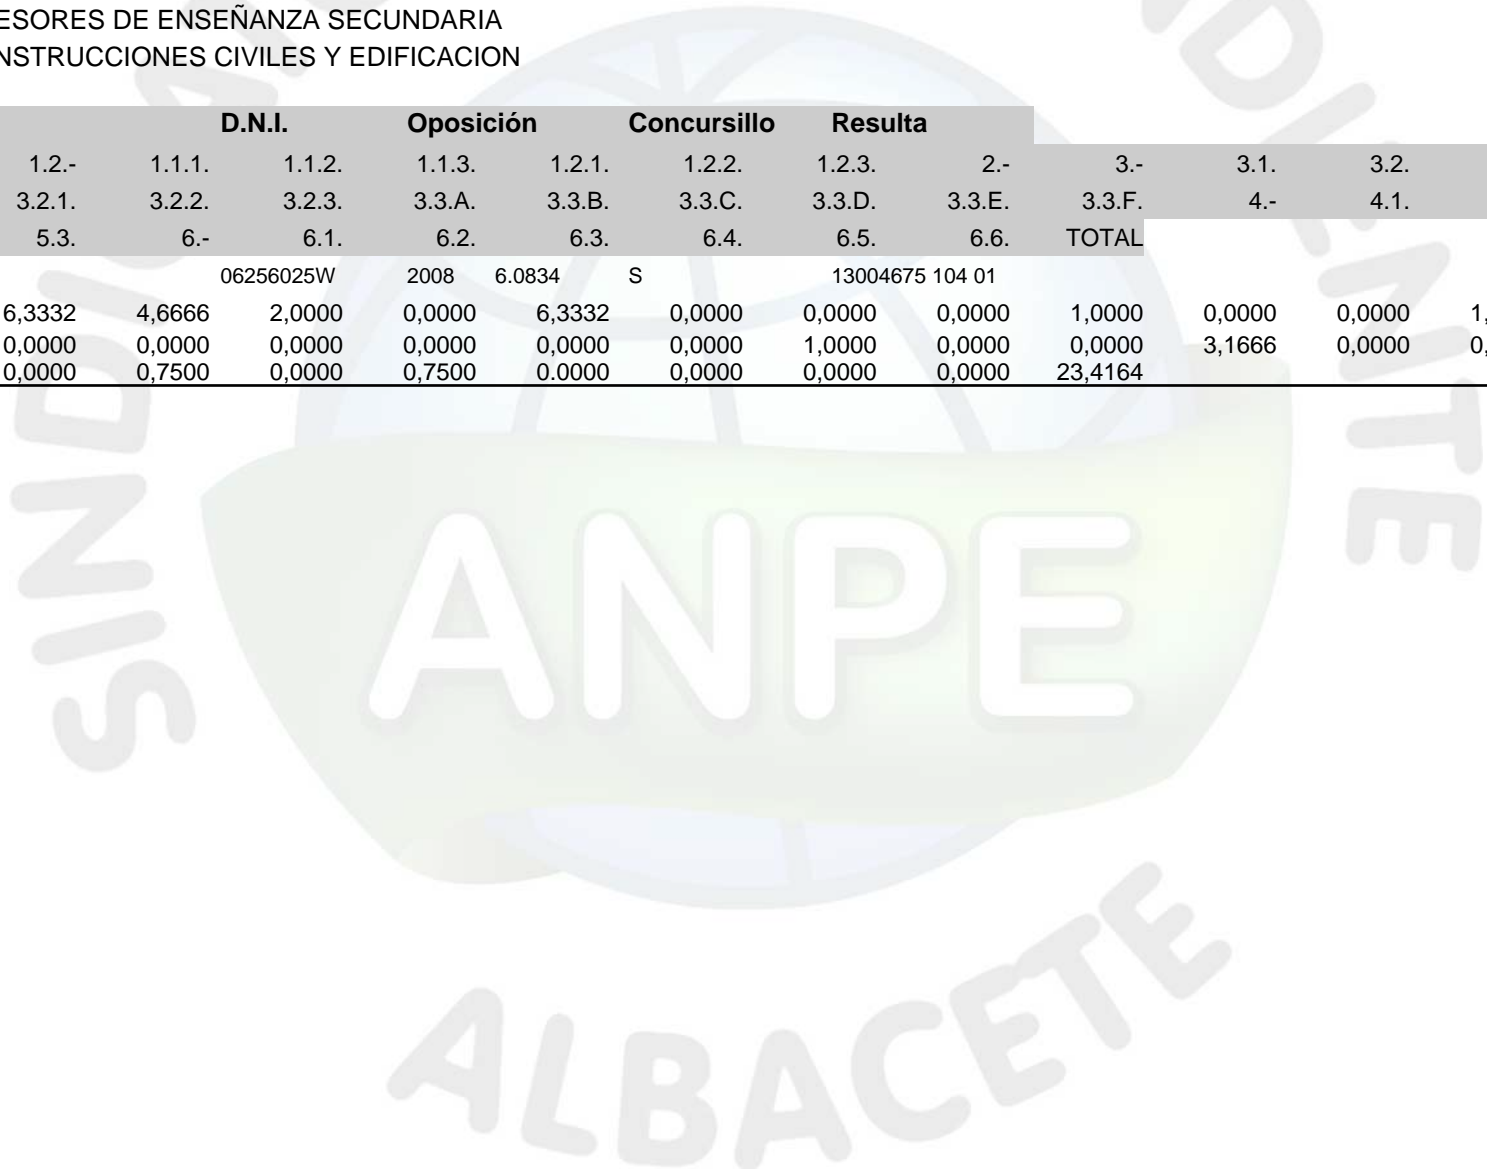 ESORES DE ENSEÑANZA SECUNDARIA
NSTRUCCIONES CIVILES Y EDIFICACION
D.N.I. Oposición Concursillo Resulta
1.2.- 1.1.1. 1.1.2. 1.1.3. 1.2.1. 1.2.2. 1.2.3. 2.- 3.- 3.1. 3.2.
3.2.1. 3.2.2. 3.2.3. 3.3.A. 3.3.B. 3.3.C. 3.3.D. 3.3.E. 3.3.F. 4.- 4.1.
5.3. 6.- 6.1. 6.2. 6.3. 6.4. 6.5. 6.6. TOTAL
06256025W 2008 6.0834 S 13004675 104 01
6,3332 4,6666 2,0000 0,0000 6,3332 0,0000 0,0000 0,0000 1,0000 0,0000 0,0000 1,
0,0000 0,0000 0,0000 0,0000 0,0000 0,0000 1,0000 0,0000 0,0000 3,1666 0,0000 0,
0,0000 0,7500 0,0000 0,7500 0.0000 0,0000 0,0000 0,0000 23,4164
ANPE
ALBACETE